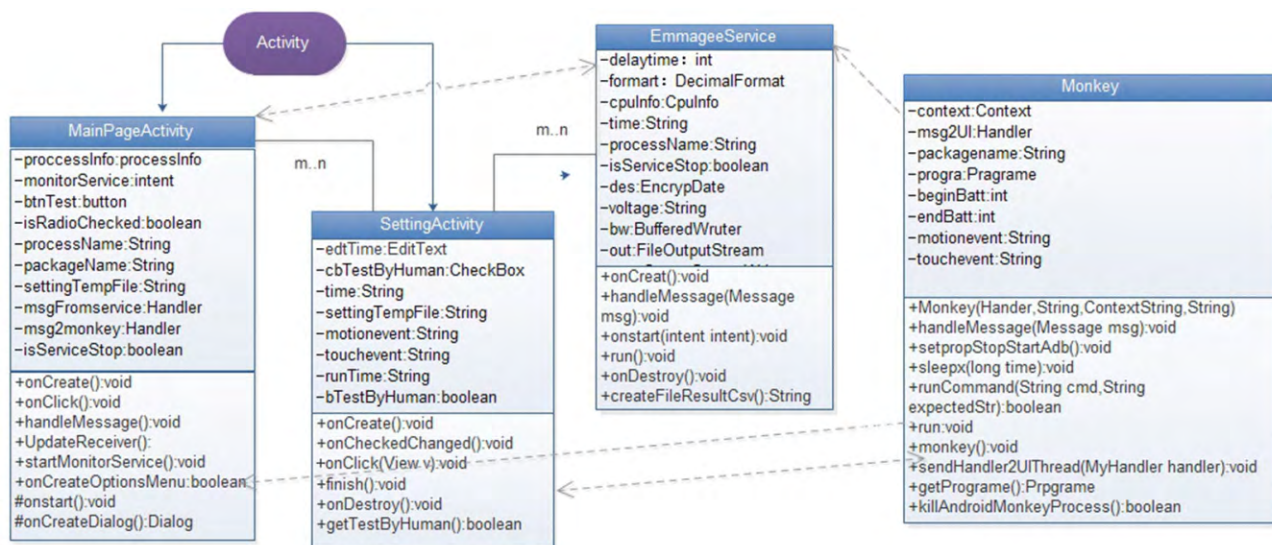 Activity
MainPageActivity
−proccessInfo:processInfo
−monitorService:intent
−btnTest:button
−isRadioChecked:boolean
−processName:String
−packageName:String
−settingTempFile:String
−msgFromservice:Handler
−msg2monkey:Handler
−isServiceStop:boolean
+onCreate():void
+onClick():void
+handleMessage():void
+UpdateReceiver():
+startMonitorService():void
+onCreateOptionsMenu:boolean
#onstart():void
#onCreateDialog():Dialog
m..n
SettingActivity
−edtTime:EditText
−cbTestByHuman:CheckBox
−time:String
−settingTempFile:String
−motionevent:String
−touchevent:String
−runTime:String
−bTestByHuman:boolean
+onCreate():void
+onCheckedChanged():void
+onClick(View v):void
+finish():void
+onDestroy():void
+getTestByHuman():boolean
m..n
EmmageeService
−delaytime：int
−formart：DecimalFormat
−cpuInfo:CpuInfo
−time:String
−processName:String
−isServiceStop:boolean
−des:EncrypDate
−voltage:String
−bw:BufferedWruter
−out:FileOutputStream
+onCreat():void
+handleMessage(Message
msg):void
+onstart(intent intent):void
+run():void
+onDestroy():void
+createFileResultCsv():String
Monkey
−context:Context
−msg2UI:Handler
−packagename:String
−progra:Pragrame
−beginBatt:int
−endBatt:int
−motionevent:String
−touchevent:String
+Monkey(Hander,String,ContextString,String)
+handleMessage(Message msg):void
+setpropStopStartAdb():void
+sleepx(long time):void
+runCommand(String cmd,String
expectedStr):boolean
+run:void
+monkey():void
+sendHandler2UIThread(MyHandler handler):void
+getPrograme():Prpgrame
+killAndroidMonkeyProcess():boolean